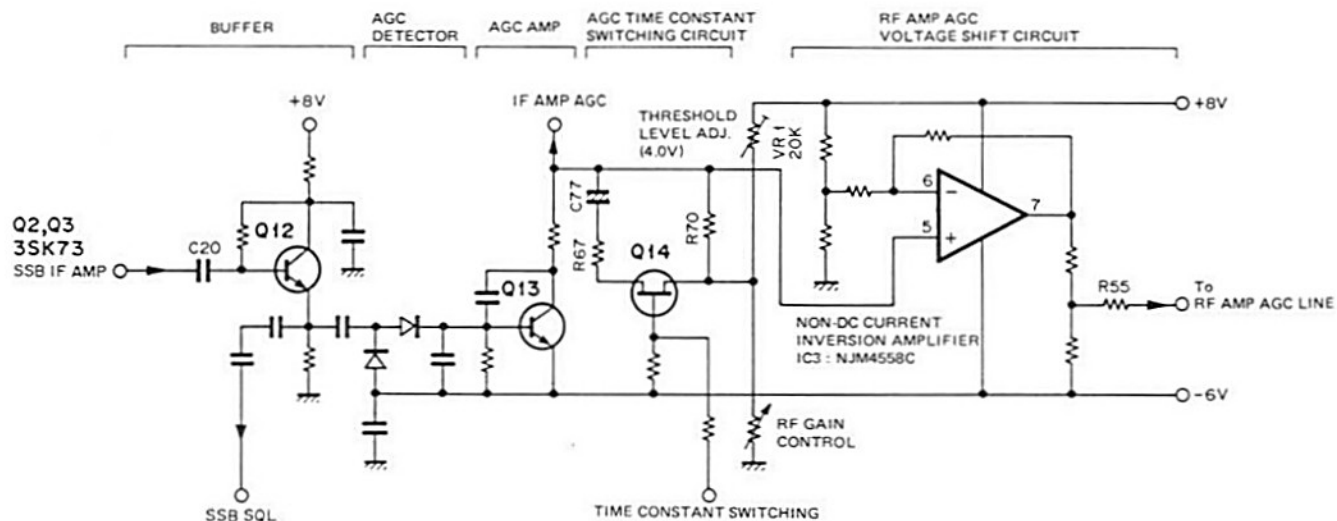 BUFFER
AGC
DETECTOR
AGC AMP
AGC TIME CONSTANT
SWITCHING CIRCUIT
RF AMP AGC
VOLTAGE SHIFT CIRCUIT
+8V
IF AMP AGC
THRESHOLD
LEVEL ADJ.
(4.0V)
VR1
20K
+8V
Q2,Q3
3SK73
SSB IF AMP
C20
Q12
C77
R67
Q14
R70
6
5
7
Q13
R55
To
RF AMP AGC LINE
NON-DC CURRENT
INVERSION AMPLIFIER
IC3 : NJM4558C
-6V
RF GAIN
CONTROL
SSB SQL
TIME CONSTANT SWITCHING